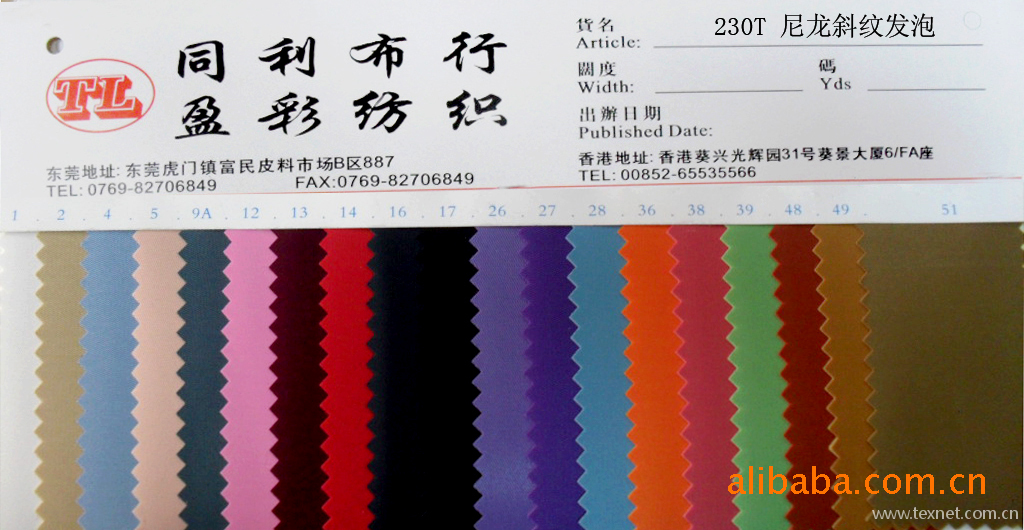 同利布行
盈彩纺织
TL
东莞地址: 东莞虎门镇富民皮料市场B区887
TEL: 0769-82706849 FAX:0769-82706849
貨名 230T 尼龙斜纹发泡
Article:
闊度 碼
Width: Yds
出辦日期
Published Date:
香港地址: 香港葵兴光辉园31号葵景大厦6/FA座
TEL: 00852-65535566
1 . 2 . 4 . 5 . 9A . 12 . 13 . 14 . 16 . 17 . 26 . 27 . 28 . 36 . 38 . 39 . 48 . 49 . 51
alibaba.com.cn
www.texnet.com.cn